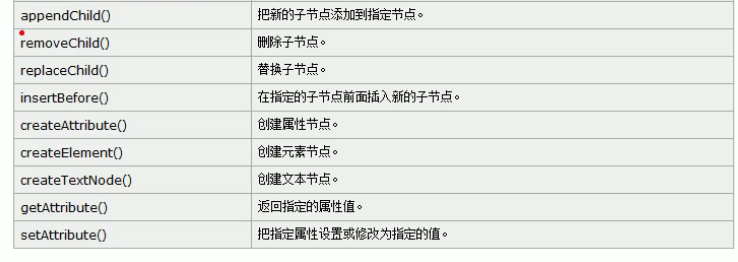 appendChild() 把新的子节点添加到指定节点。
removeChild() 删除子节点。
replaceChild() 替换子节点。
insertBefore() 在指定的子节点前面插入新的子节点。
createAttribute() 创建属性节点。
createElement() 创建元素节点。
createTextNode() 创建文本节点。
getAttribute() 返回指定的属性值。
setAttribute() 把指定属性设置或修改为指定的值。